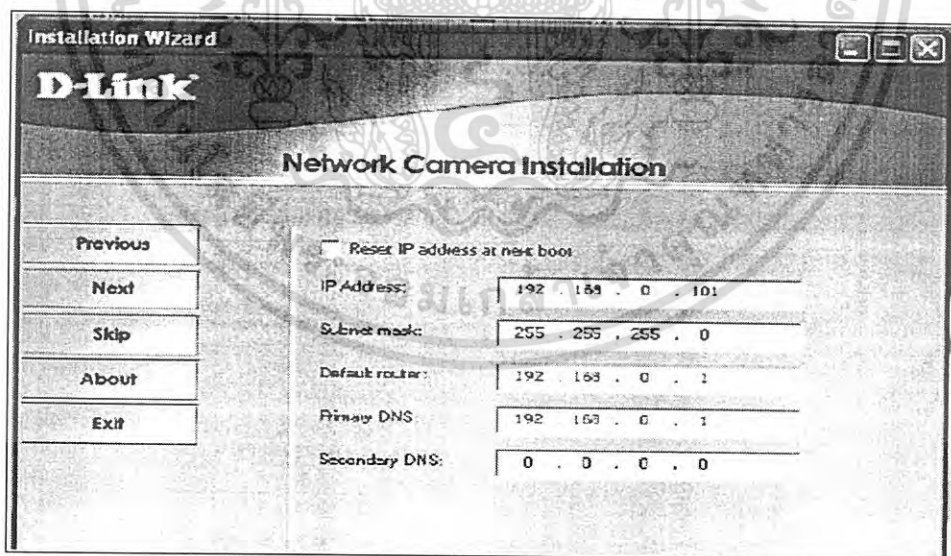 Installation Wizard
D-Link
Network Camera Installation
Previous
Next
Skip
About
Exit
Reset IP address at next boot
IP Address: 192 . 168 . 0 . 101
Subnet mask: 255 . 255 . 255 . 0
Default router: 192 . 168 . 0 . 1
Primary DNS 192 . 168 . 0 . 1
Secondary DNS: 0 . 0 . 0 . 0